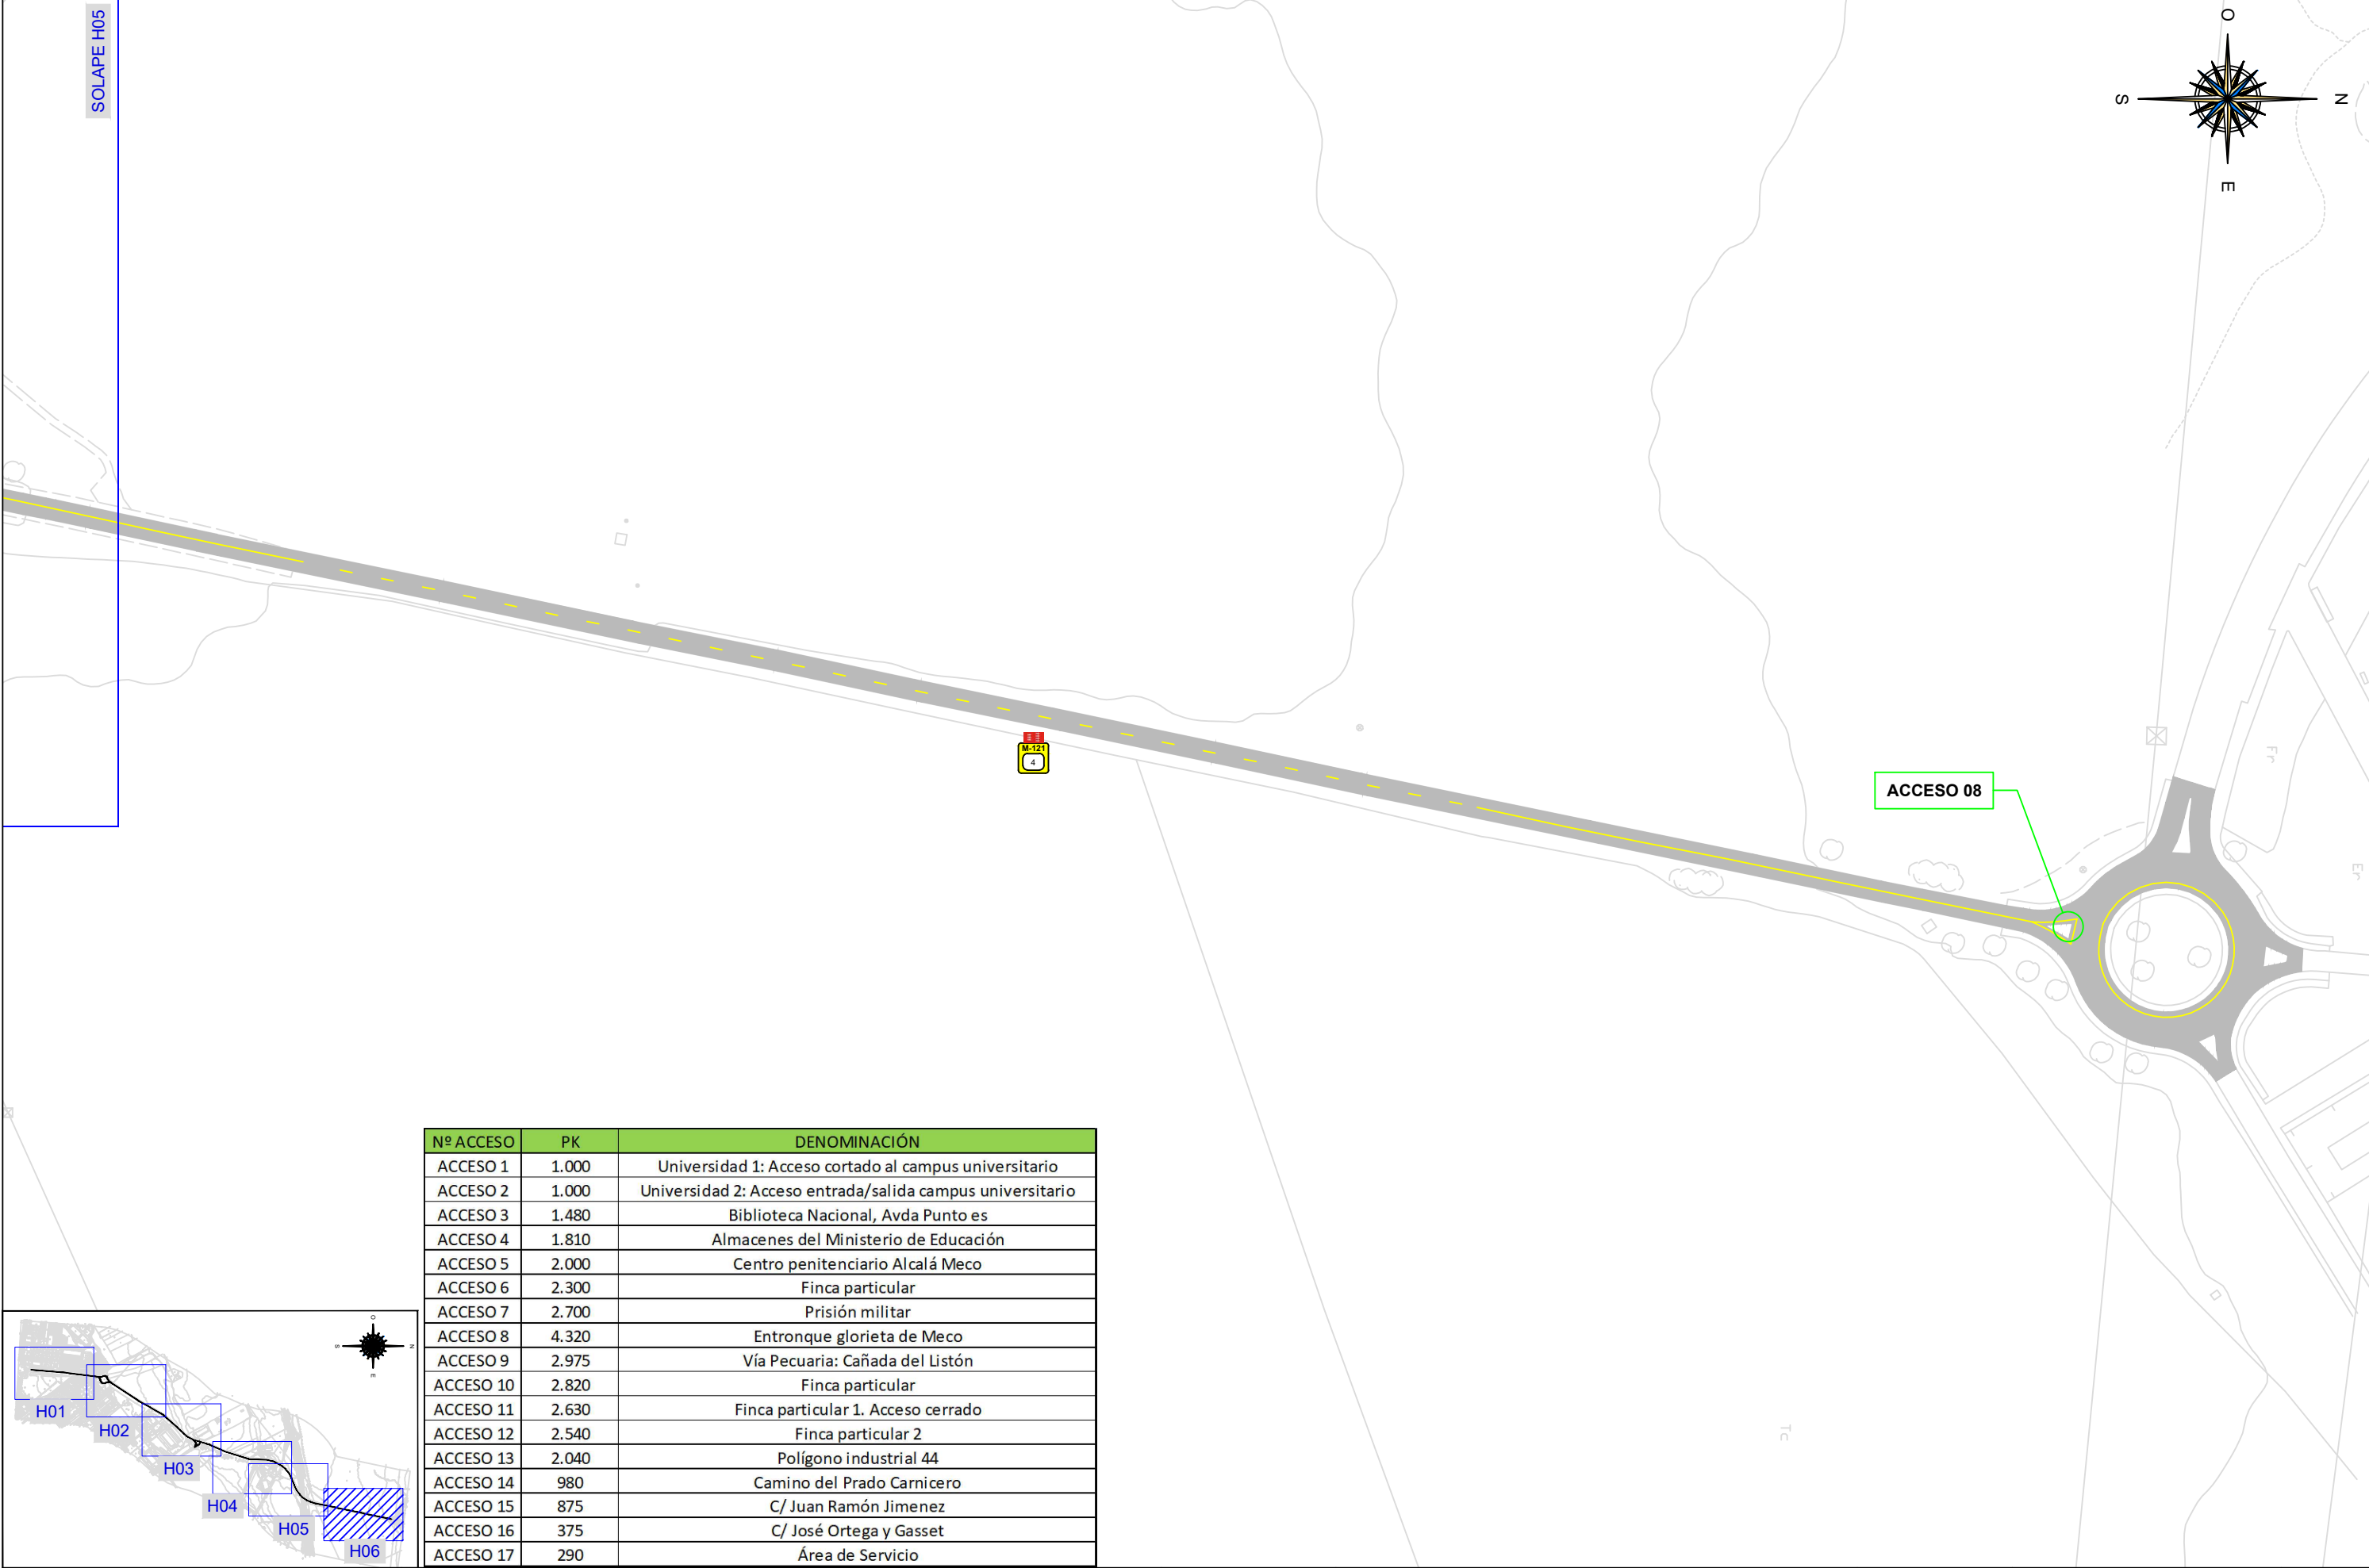 SOLAPE H05
O
S
N
E
M-121
4
ACCESO 08
Fr
Er
Tc
Nº ACCESO PK DENOMINACIÓN
ACCESO 1 1.000 Universidad 1: Acceso cortado al campus universitario
ACCESO 2 1.000 Universidad 2: Acceso entrada/salida campus universitario
ACCESO 3 1.480 Biblioteca Nacional, Avda Punto es
ACCESO 4 1.810 Almacenes del Ministerio de Educación
ACCESO 5 2.000 Centro penitenciario Alcalá Meco
ACCESO 6 2.300 Finca particular
ACCESO 7 2.700 Prisión militar
ACCESO 8 4.320 Entronque glorieta de Meco
ACCESO 9 2.975 Vía Pecuaria: Cañada del Listón
ACCESO 10 2.820 Finca particular
ACCESO 11 2.630 Finca particular 1. Acceso cerrado
ACCESO 12 2.540 Finca particular 2
ACCESO 13 2.040 Polígono industrial 44
ACCESO 14 980 Camino del Prado Carnicero
ACCESO 15 875 C/ Juan Ramón Jimenez
ACCESO 16 375 C/ José Ortega y Gasset
ACCESO 17 290 Área de Servicio
O
S
N
E
H01
H02
H03
H04
H05
H06